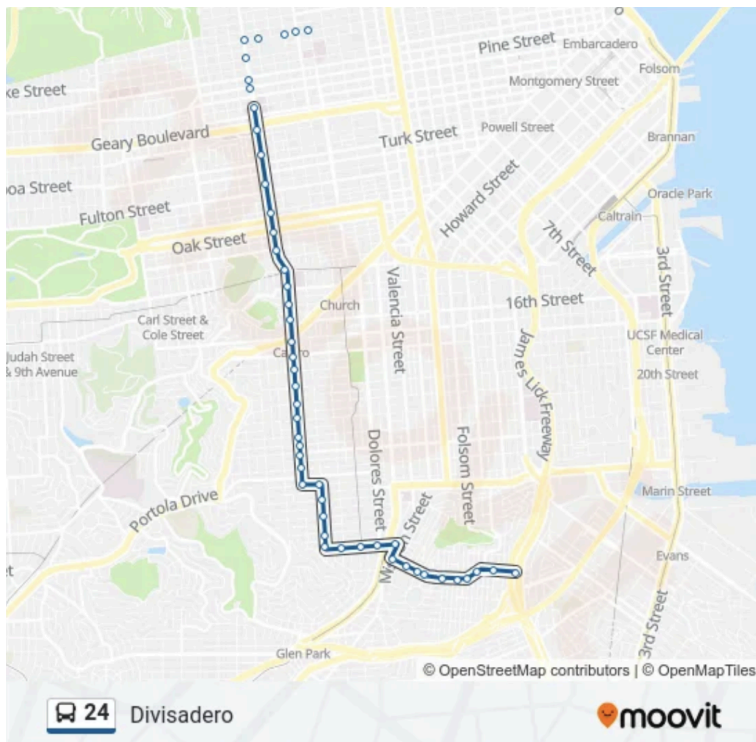 Pine Street
Embarcadero
Folsom
ke Street
Montgomery Street
Geary Boulevard
Turk Street
Powell Street
Brannan
oa Street
Howard Street
Oracle Park
Fulton Street
Caltrain
Oak Street
7th Street
3rd Street
Valencia Street
16th Street
Church
Carl Street &
Cole Street
UCSF Medical
Center
Judah Street
& 9th Avenue
James Lick Freeway
20th Street
Dolores Street
Folsom Street
Portola Drive
Marin Street
Evans
3rd Street
Glen Park
© OpenStreetMap contributors | © OpenMapTiles
24 Divisadero
moovit